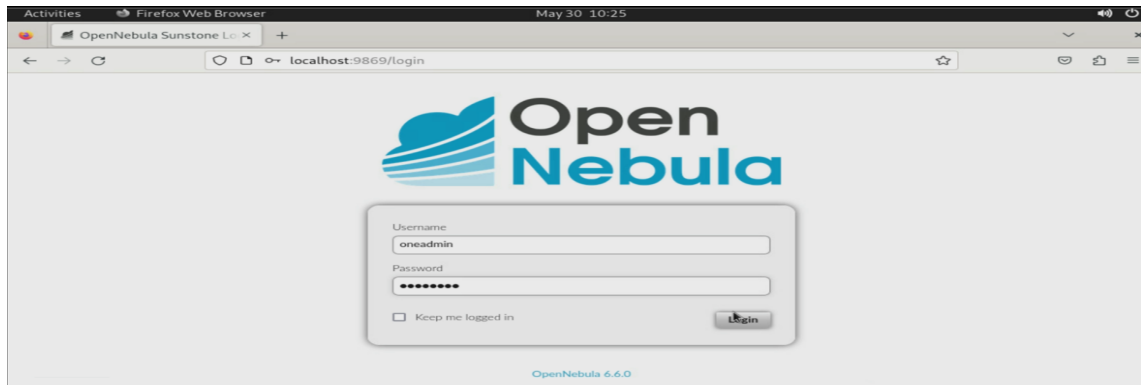 Activities Firefox Web Browser May 30 10:25
OpenNebula Sunstone Lo
localhost:9869/login
Open
Nebula
Username
oneadmin
Password
••••••••
Keep me logged in Login
OpenNebula 6.6.0